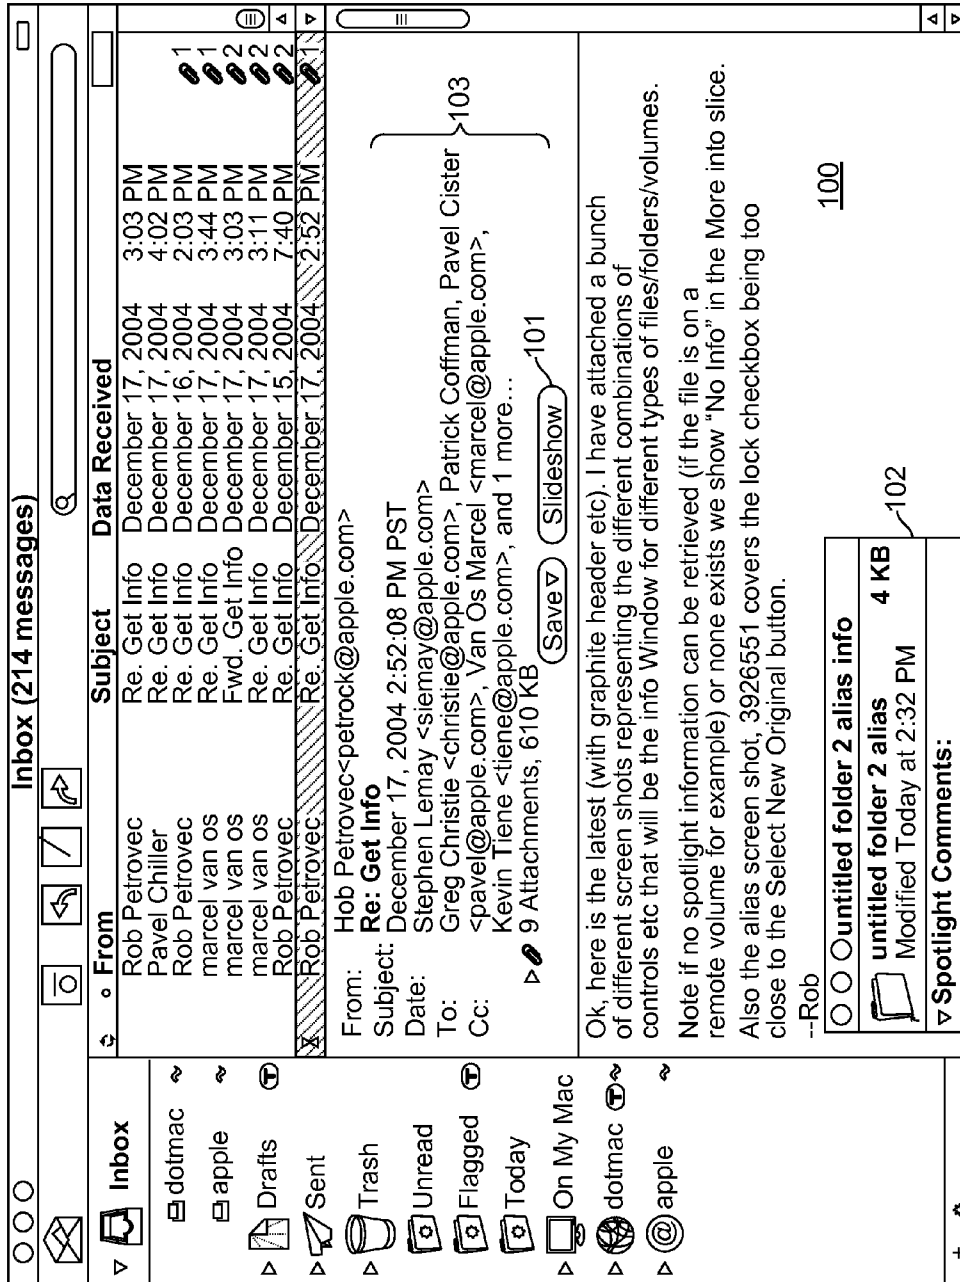 Inbox (2214 messages)
From Subject Data Received
Rob Petrovec Re. Get Info December 17, 2004 3:03 PM
Pavel Chiller Re. Get Info December 17, 2004 4:02 PM
Rob Petrovec Re. Get Info December 16, 2004 2:03 PM 1
marcel van os Re. Get Info December 17, 2004 3:44 PM 1
marcel van os Fwd. Get Info December 17, 2004 3:03 PM 2
marcel van os Re. Get Info December 17, 2004 3:11 PM 2
Rob Petrovec Re. Get Info December 15, 2004 7:40 PM 2
Rob Petrovec Re. Get Info December 17, 2004 2:52 PM 1
Inbox
dotmac
apple
Drafts T
Sent
Trash
Unread
Flagged T
Today
On My Mac
dotmac T
@ apple
From: Hob Petrovec<petrock@apple.com>
Subject: Re: Get Info
Date: December 17, 2004 2:52:08 PM PST
To: Stephen Lemay <siemay@apple.com>
Cc: Greg Christie <christie@apple.com>, Patrick Coffman, Pavel Cister
<pavel@apple.com>, Van Os Marcel <marcel@apple.com>,
Kevin Tiene <tiene@apple.com>, and 1 more…
9 Attachments, 610 KB Save Slideshow
101
103
Ok, here is the latest (with graphite header etc). I have attached a bunch
of different screen shots representing the different combinations of
controls etc that will be the info Window for different types of files/folders/volumes.
Note if no spotlight information can be retrieved (if the file is on a
remote volume for example) or none exists we show “No Info” in the More into slice.
Also the alias screen shot, 3926551 covers the lock checkbox being too
close to the Select New Original button.
--Rob
100
untitled folder 2 alias info
untitled folder 2 alias 4 KB
Modified Today at 2:32 PM
Spotlight Comments:
102